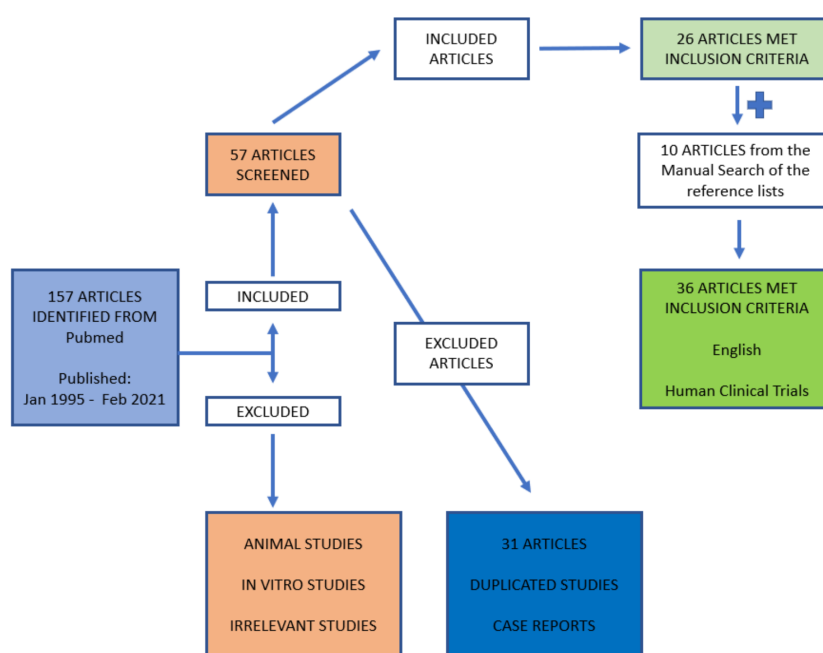 INCLUDED
ARTICLES
26 ARTICLES MET
INCLUSION CRITERIA
57 ARTICLES
SCREENED
10 ARTICLES from the
Manual Search of the
reference lists
157 ARTICLES
IDENTIFIED FROM
Pubmed
Published:
Jan 1995 - Feb 2021
INCLUDED
EXCLUDED
EXCLUDED
ARTICLES
36 ARTICLES MET
INCLUSION CRITERIA
English
Human Clinical Trials
ANIMAL STUDIES
IN VITRO STUDIES
IRRELEVANT STUDIES
31 ARTICLES
DUPLICATED STUDIES
CASE REPORTS